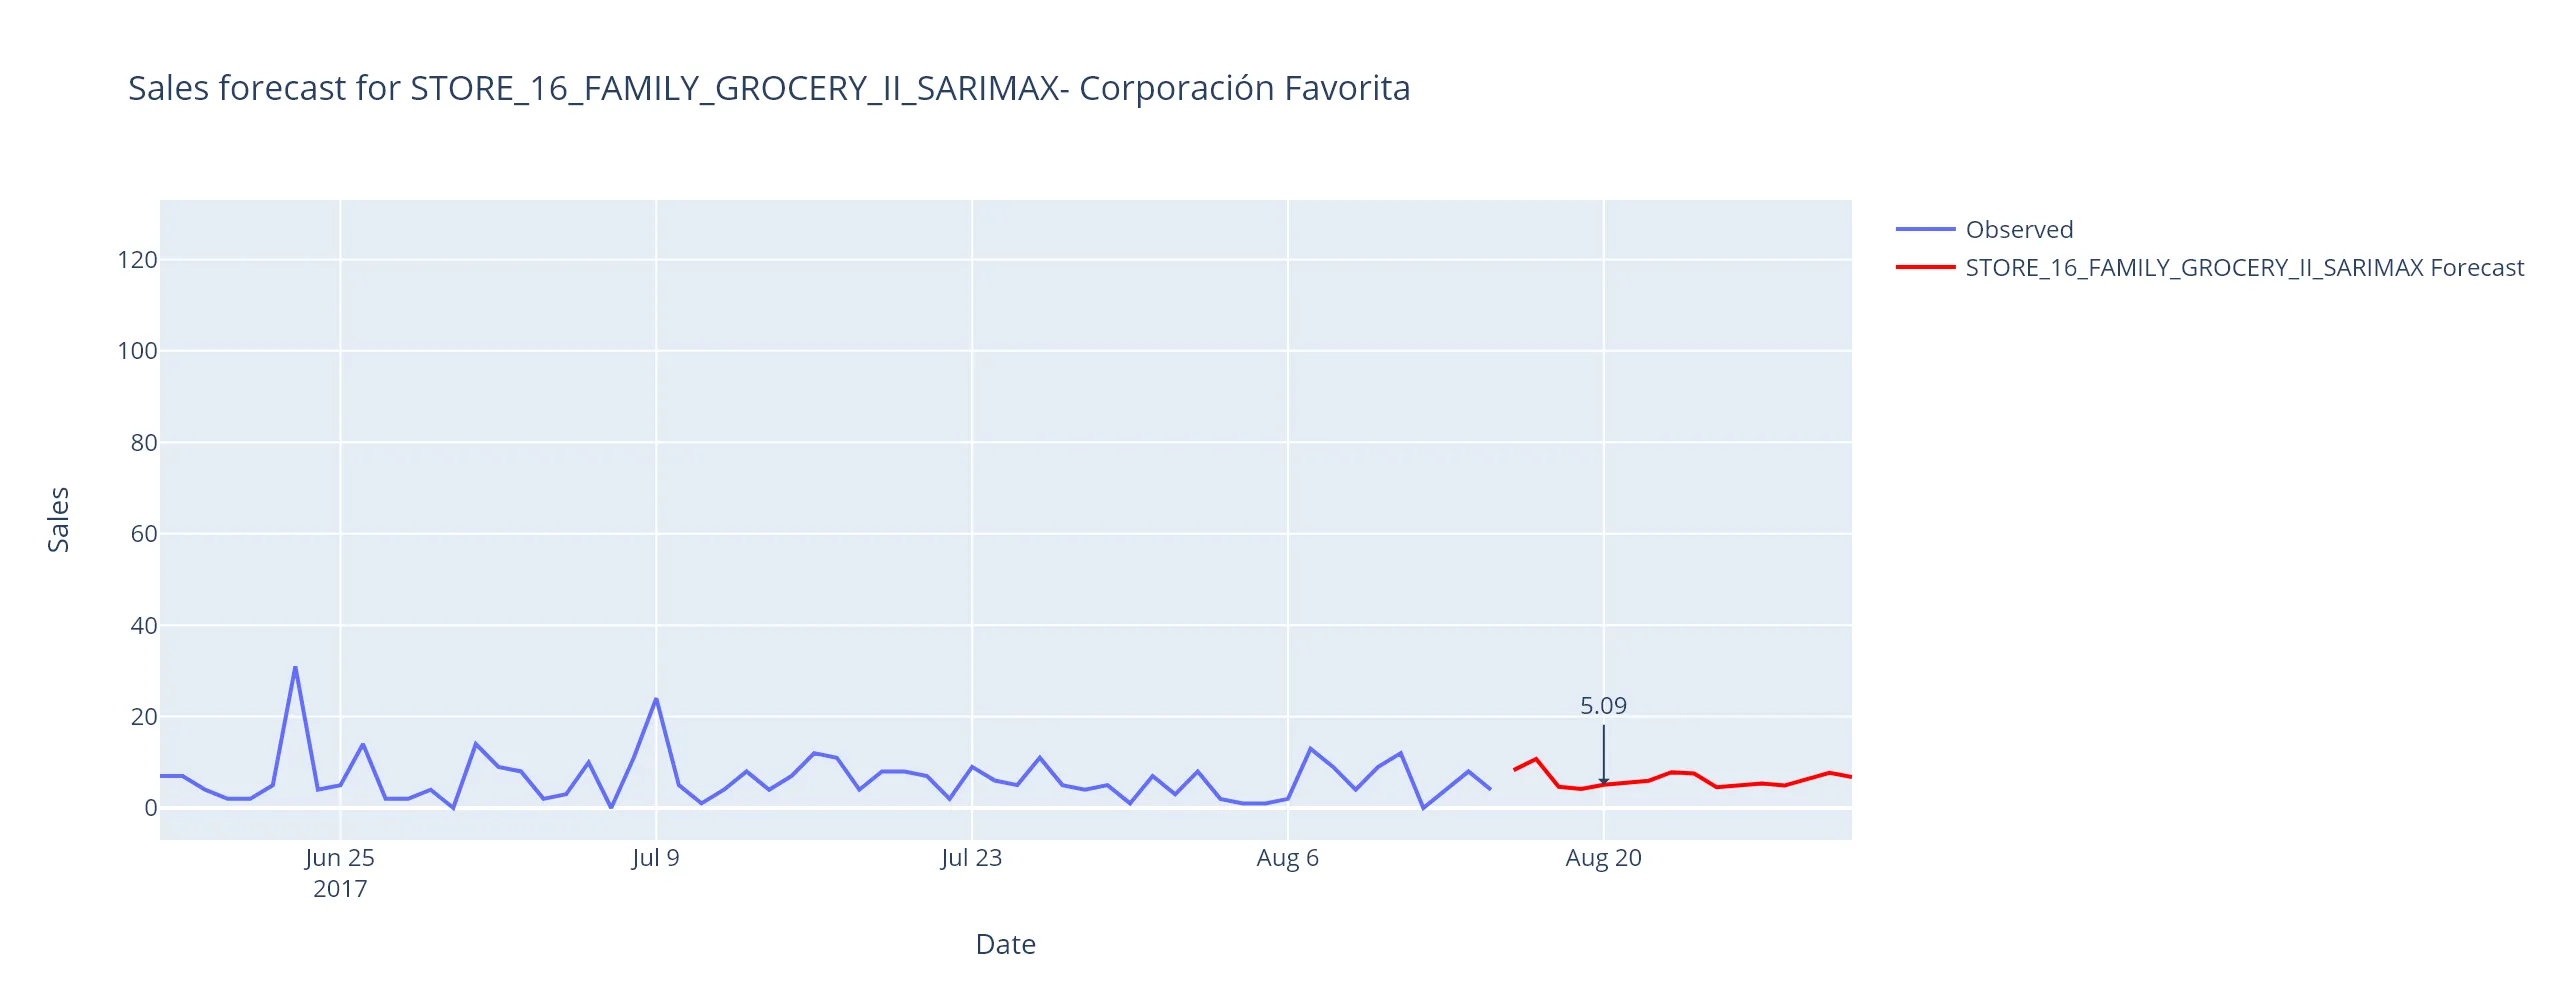 Sales forecast for STORE_16_FAMILY_GROCERY_II_SARIMAX- Corporación Favorita
Observed
STORE_16_FAMILY_GROCERY_II_SARIMAX Forecast
120
100
80
60
40
20
0
Sales
5.09
Jun 25
2017
Jul 9
Jul 23
Aug 6
Aug 20
Date